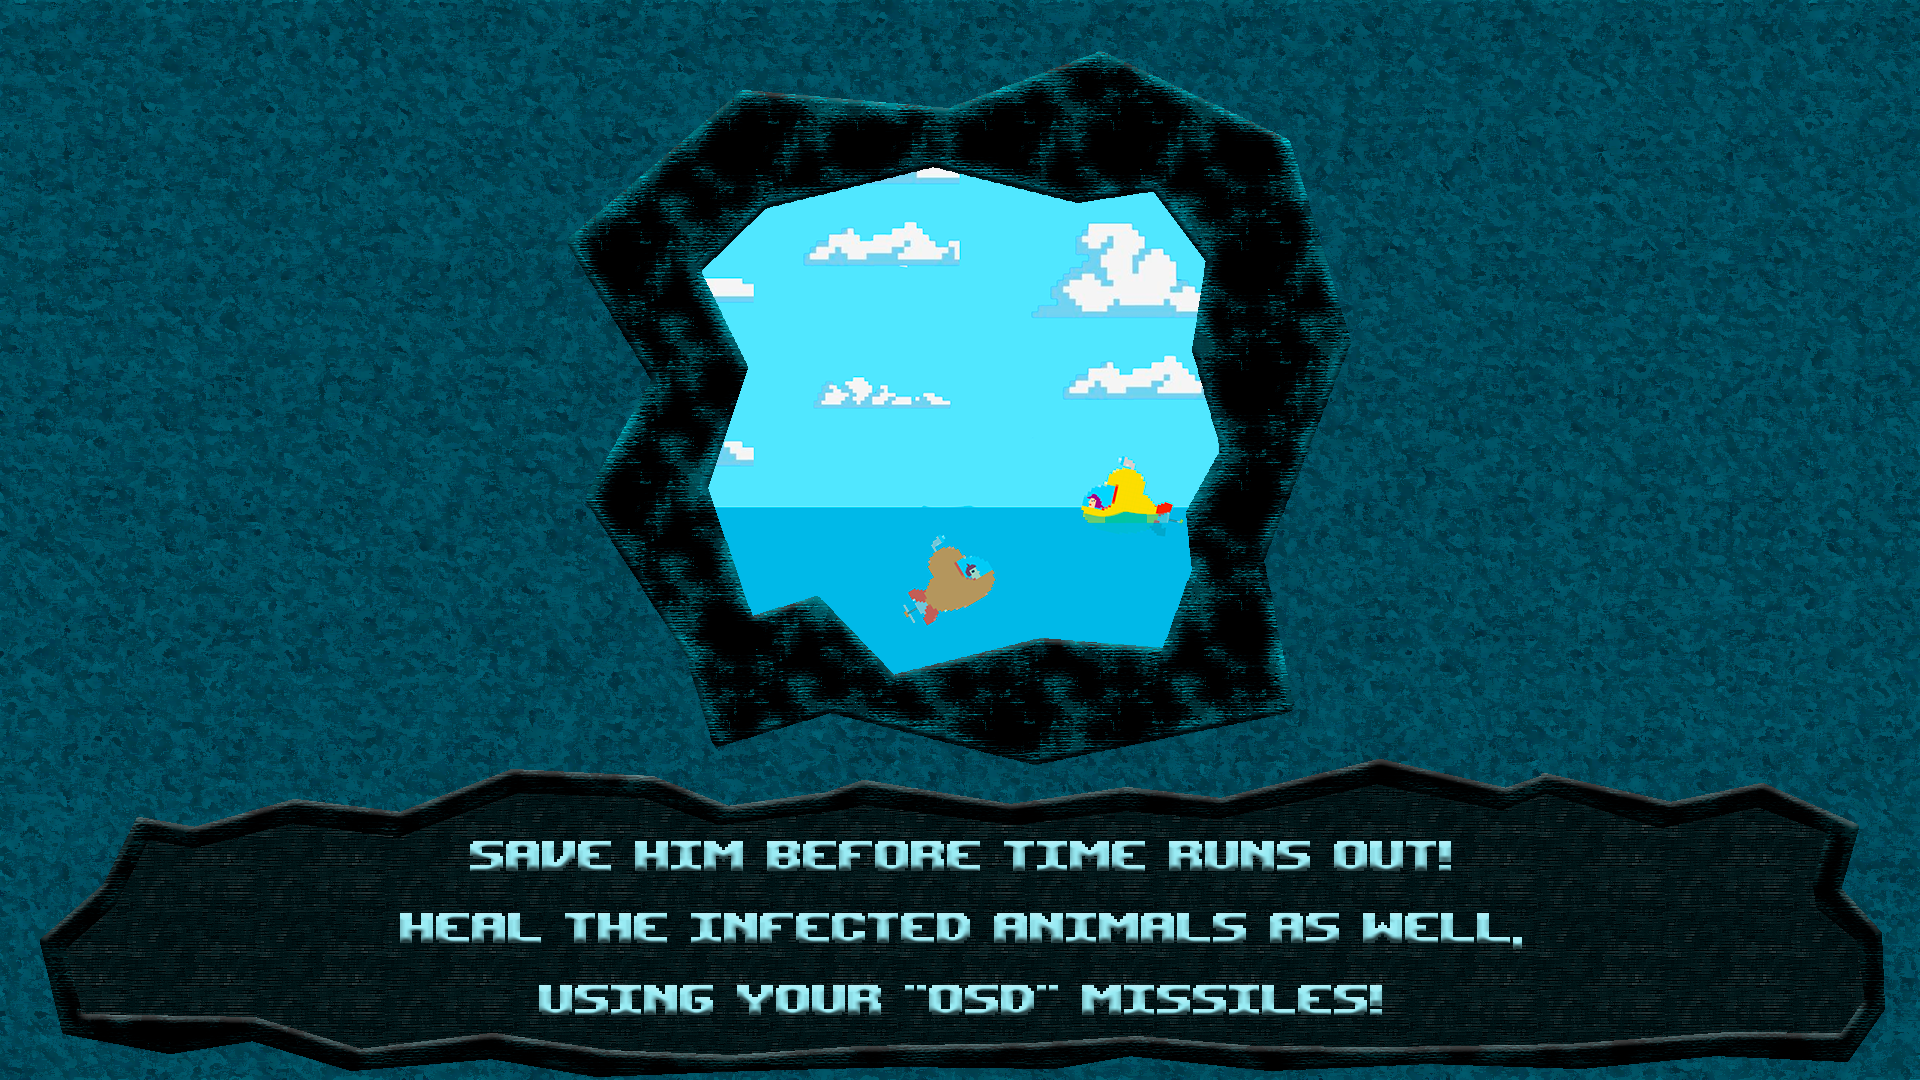 SAVE HIM BEFORE TIME RUNS OUT!
HEAL THE INFECTED ANIMALS AS WELL,
USING YOUR "OSD" MISSILES!